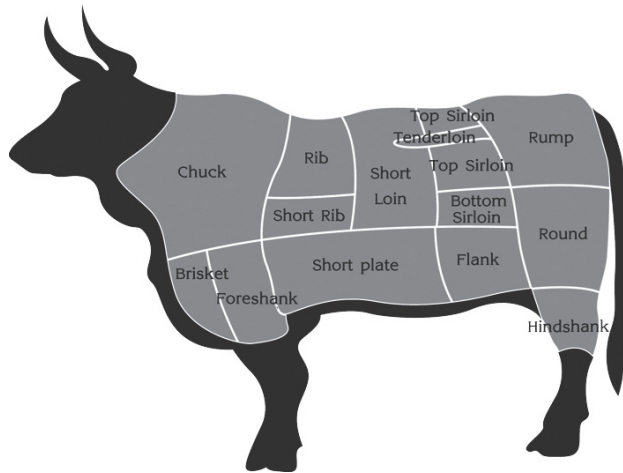 Top Sirloin
Tenderloin
Rump
Rib
Top Sirloin
Chuck
Short
Loin
Short Rib
Bottom
Sirloin
Round
Short plate
Flank
Brisket
Foreshank
Hindshank